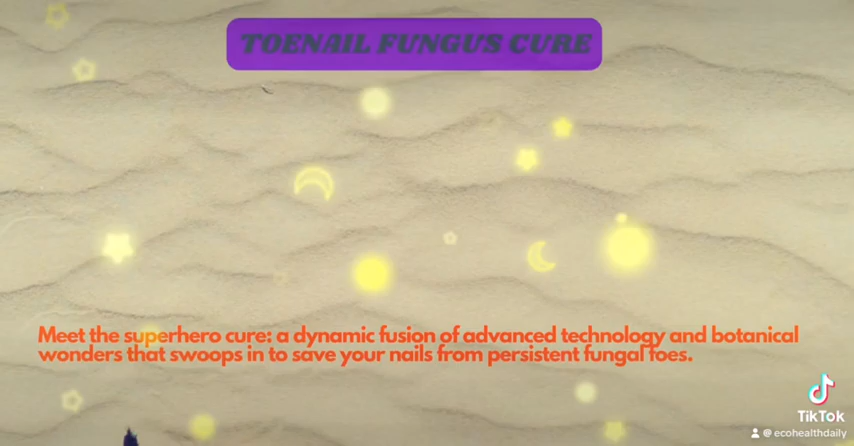 TOENAIL FUNGUS CURE
Meet the superhero cure: a dynamic fusion of advanced technology and botanical
wonders that swoops in to save your nails from persistent fungal foes.
TikTok
@ecohealthdaily